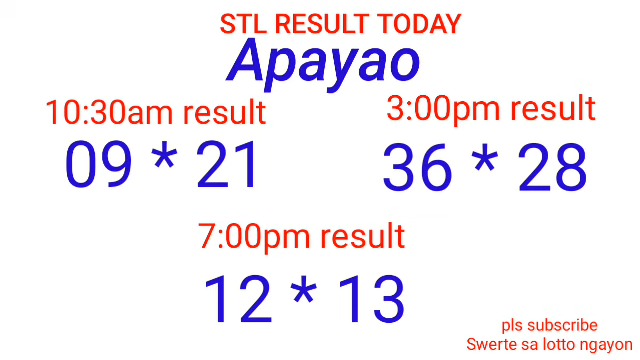 STL RESULT TODAY
Apayao
10:30am result
09 * 21
3:00pm result
36 * 28
7:00pm result
12 * 13
pls subscribe
Swerte sa lotto ngayon